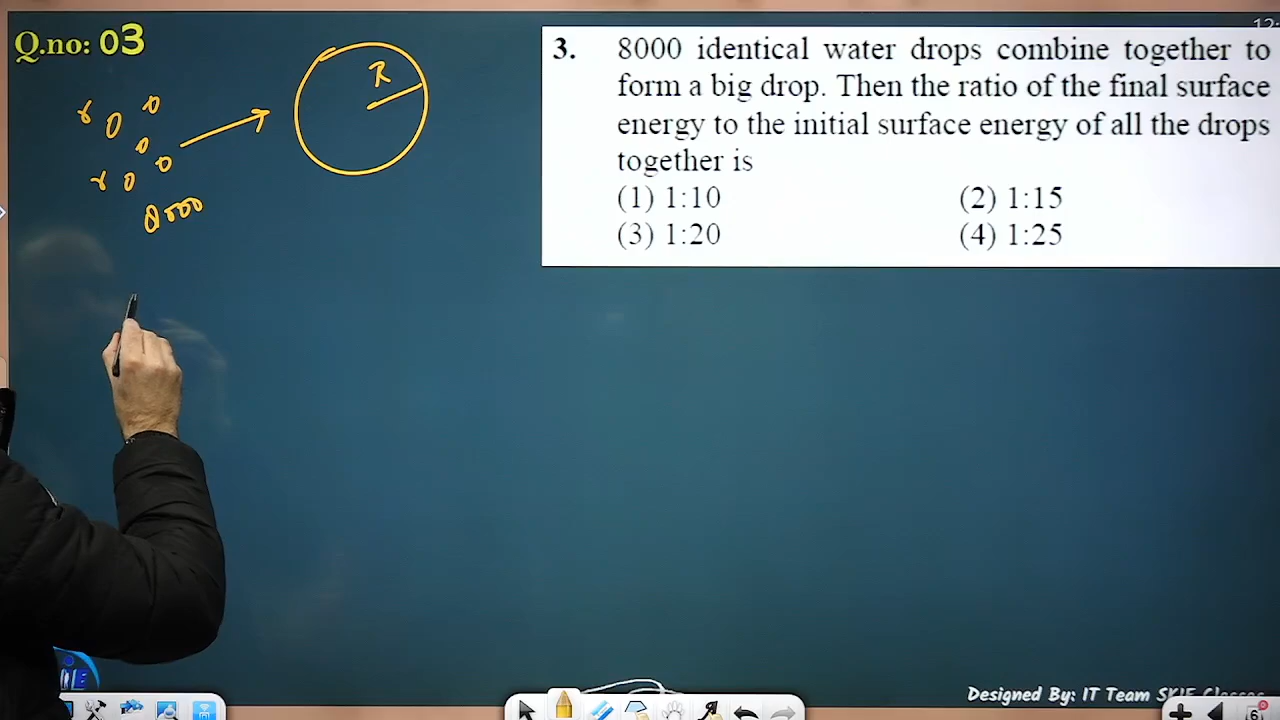 12:
Q.no: 03
R
r
r
8000
3. 8000 identical water drops combine together to
form a big drop. Then the ratio of the final surface
energy to the initial surface energy of all the drops
together is
(1) 1:10 (2) 1:15
(3) 1:20 (4) 1:25
Designed By: IT Team SKIE Classes